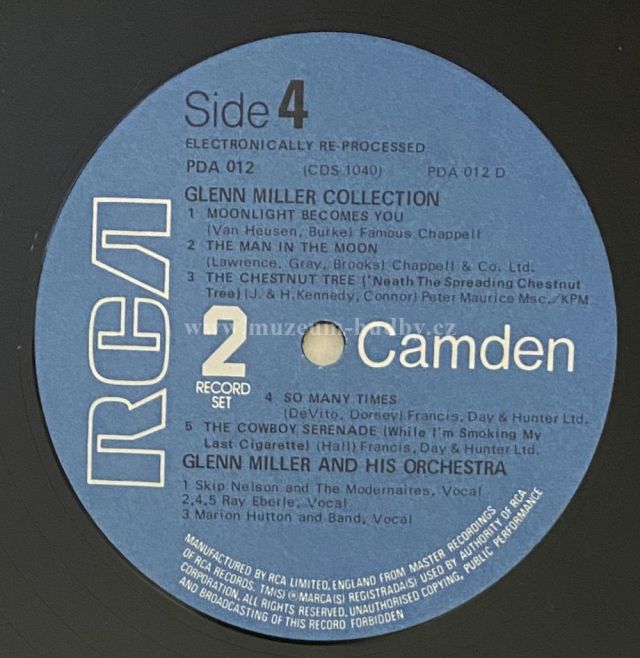 Side 4
ELECTRONICALLY RE-PROCESSED
PDA 012 (CDS 1040) PDA 012 D
GLENN MILLER COLLECTION
1 MOONLIGHT BECOMES YOU
(Van Heusen, Burke) Famous Chappell
2 THE MAN IN THE MOON
(Lawrence, Gray, Brooks) Chappell & Co. Ltd.
3 THE CHESTNUT TREE ('Neath The Spreading Chestnut
Tree) (J. & H. Kennedy, Connor) Peter Maurice Msc./KPM
www.muzeum-hudby.cz
RCA
2
RECORD
SET
Camden
4 SO MANY TIMES
(DeVito, Dorsey) Francis, Day & Hunter Ltd.
5 THE COWBOY SERENADE (While I'm Smoking My
Last Cigarette) (Hall) Francis, Day & Hunter Ltd.
GLENN MILLER AND HIS ORCHESTRA
1 Skip Nelson and The Modernaires, Vocal
2,4,5 Ray Eberle, Vocal
3 Marion Hutton and Band, Vocal
MANUFACTURED BY RCA LIMITED, ENGLAND FROM MASTER RECORDINGS
OF RCA RECORDS. TM(S) ® MARCA(S) REGISTRADA(S) USED BY AUTHORITY OF RCA
CORPORATION. ALL RIGHTS RESERVED. UNAUTHORISED COPYING, PUBLIC PERFORMANCE
AND BROADCASTING OF THIS RECORD FORBIDDEN